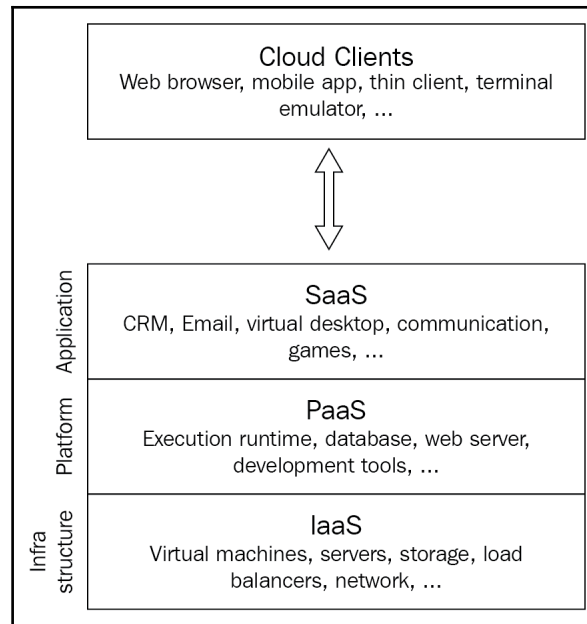 Cloud Clients
Web browser, mobile app, thin client, terminal
emulator, ...
Application
SaaS
CRM, Email, virtual desktop, communication,
games, ...
Platform
PaaS
Execution runtime, database, web server,
development tools, ...
Infra
structure
IaaS
Virtual machines, servers, storage, load
balancers, network, ...